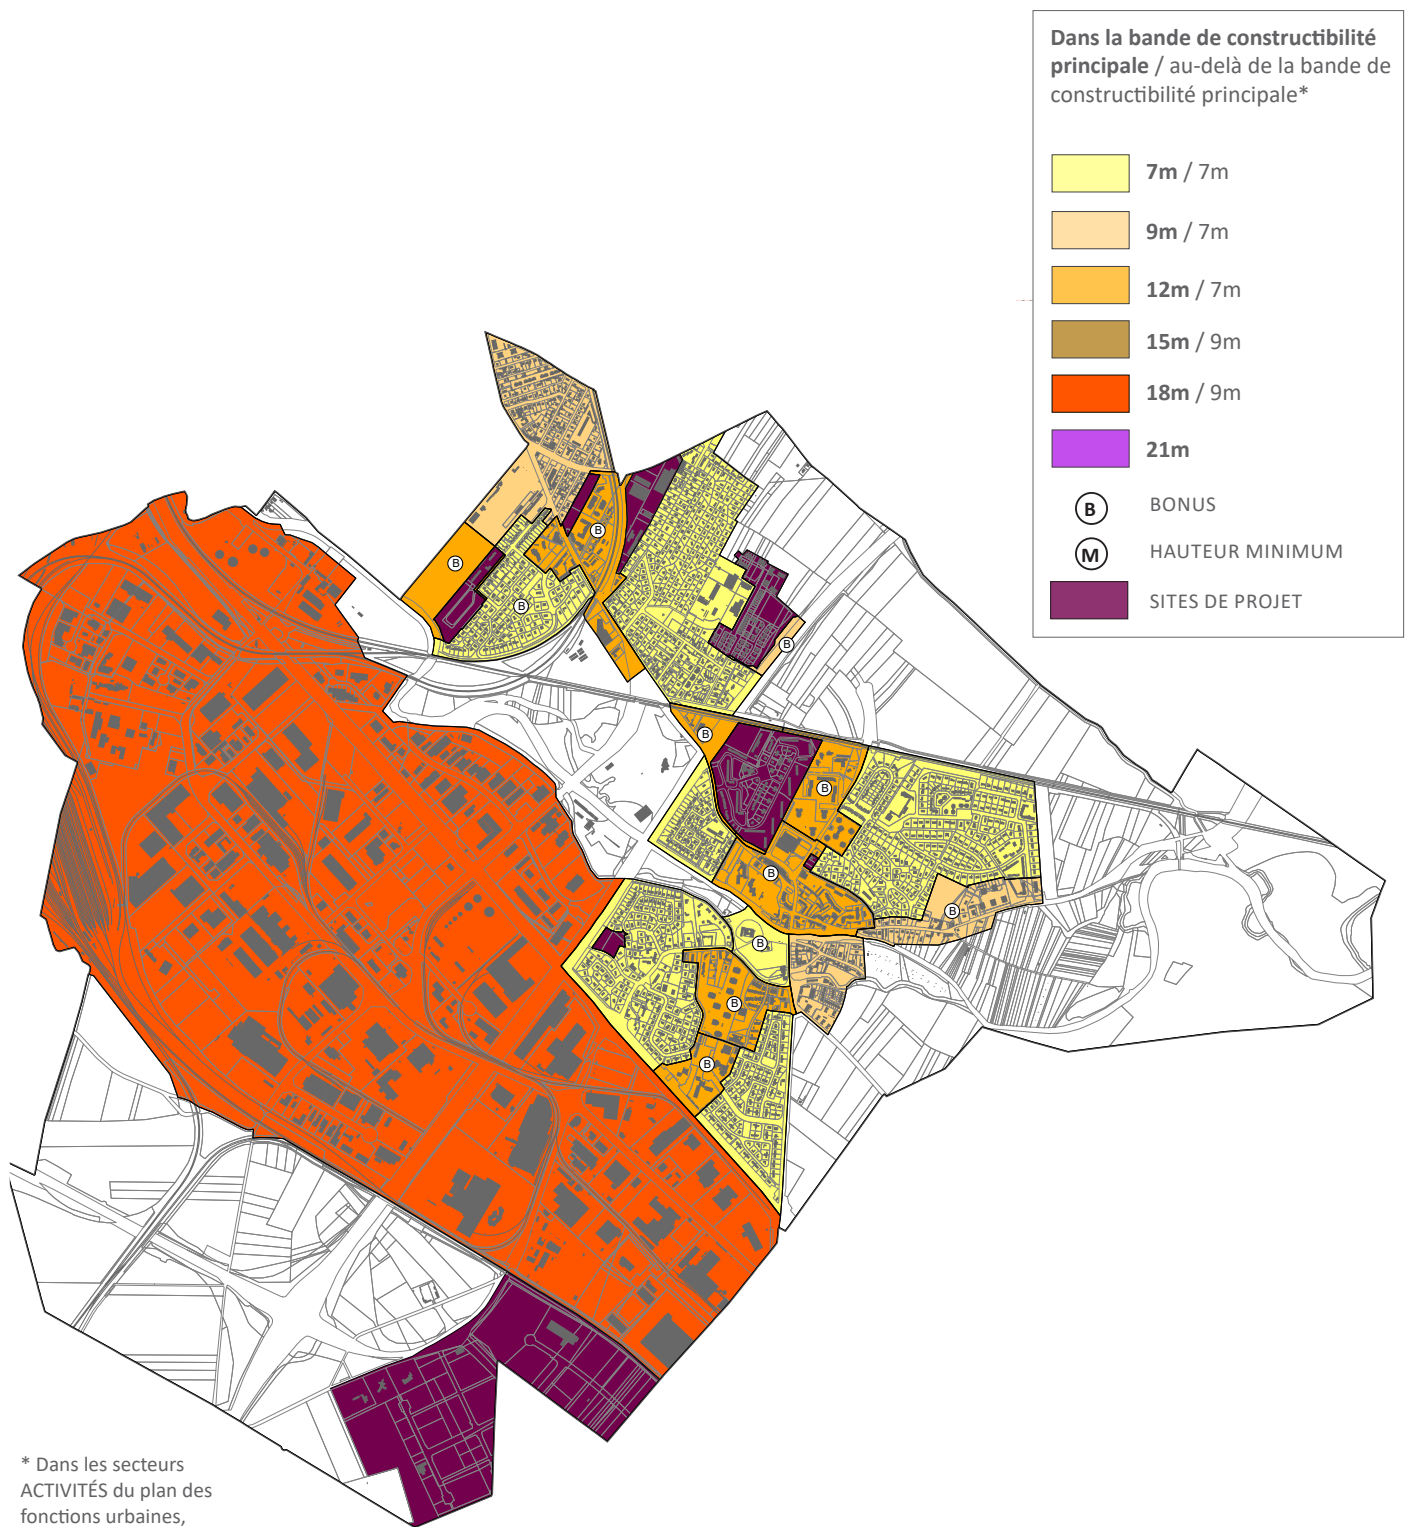 Dans la bande de constructibilité
principale / au-delà de la bande de
constructibilité principale*
7m / 7m
9m / 7m
12m / 7m
15m / 9m
18m / 9m
21m
B BONUS
M HAUTEUR MINIMUM
SITES DE PROJET
B
B
B
B
B
B
B
B
B
B
B
* Dans les secteurs
ACTIVITÉS du plan des
fonctions urbaines,